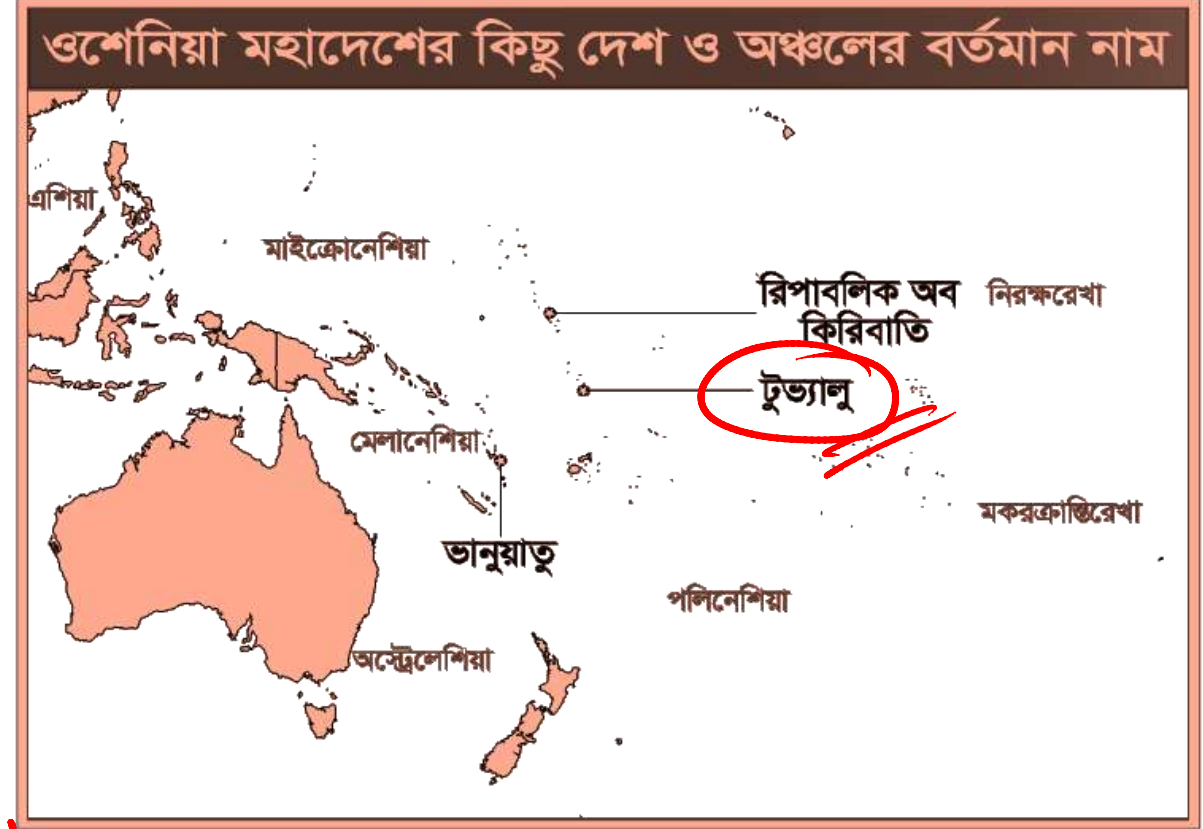 ওশেনিয়া মহাদেশের কিছু দেশ ও অঞ্চলের বর্তমান নাম
এশিয়া
মাইক্রোনেশিয়া
রিপাবলিক অব
কিরিবাতি
নিরক্ষরেখা
টুভ্যালু
মেলানেশিয়া
মকরক্রান্তিরেখা
ভানুয়াতু
পলিনেশিয়া
অস্ট্রেলেশিয়া